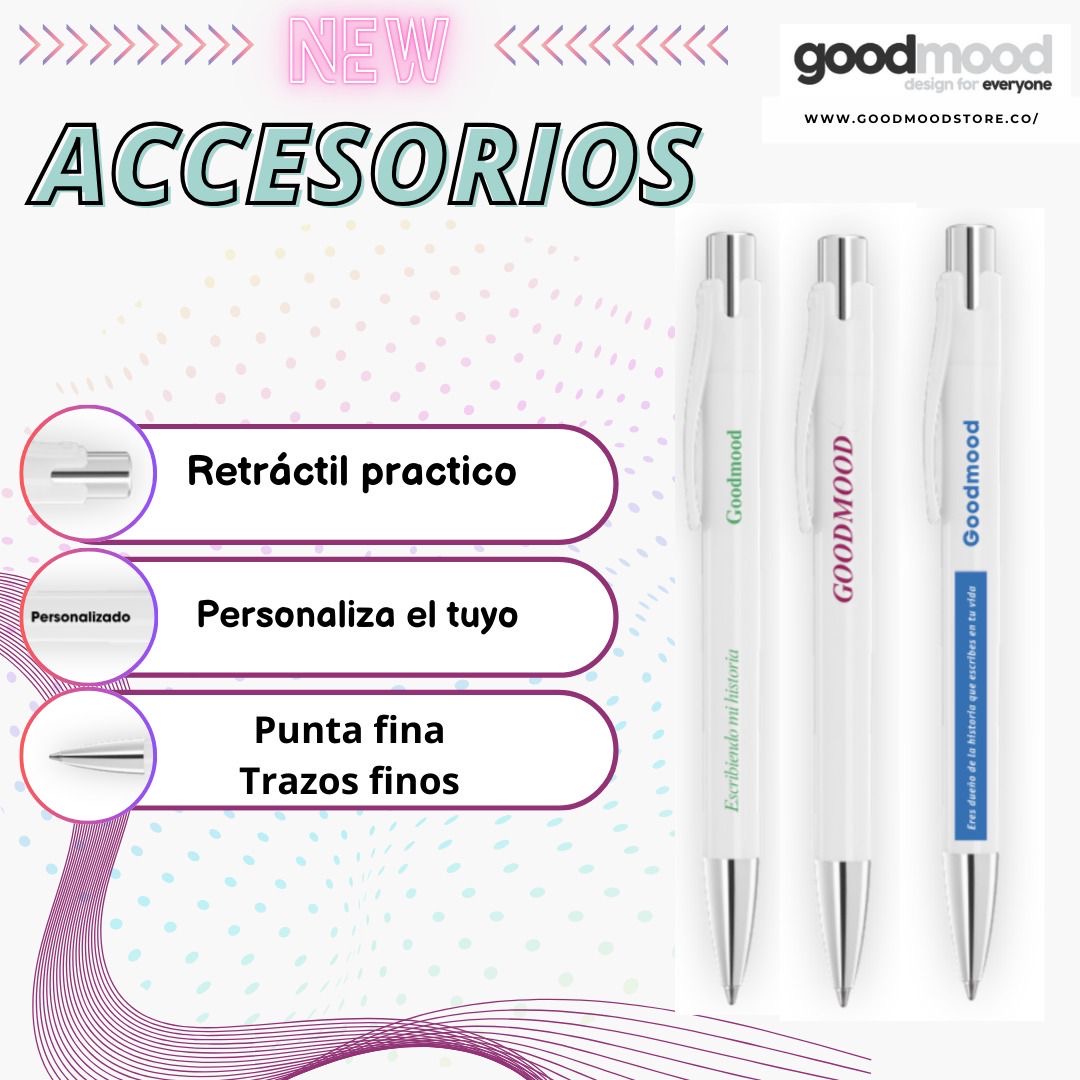 NEW
goodmood
design for everyone
WWW.GOODMOODSTORE.CO/
ACCESORIOS
Retráctil practico
Personalizado
Personaliza el tuyo
Punta fina
Trazos finos
Goodmood
Escribiendo mi historia
GOODMOOD
Goodmood
Eres dueño de la historia que escribes en tu vida